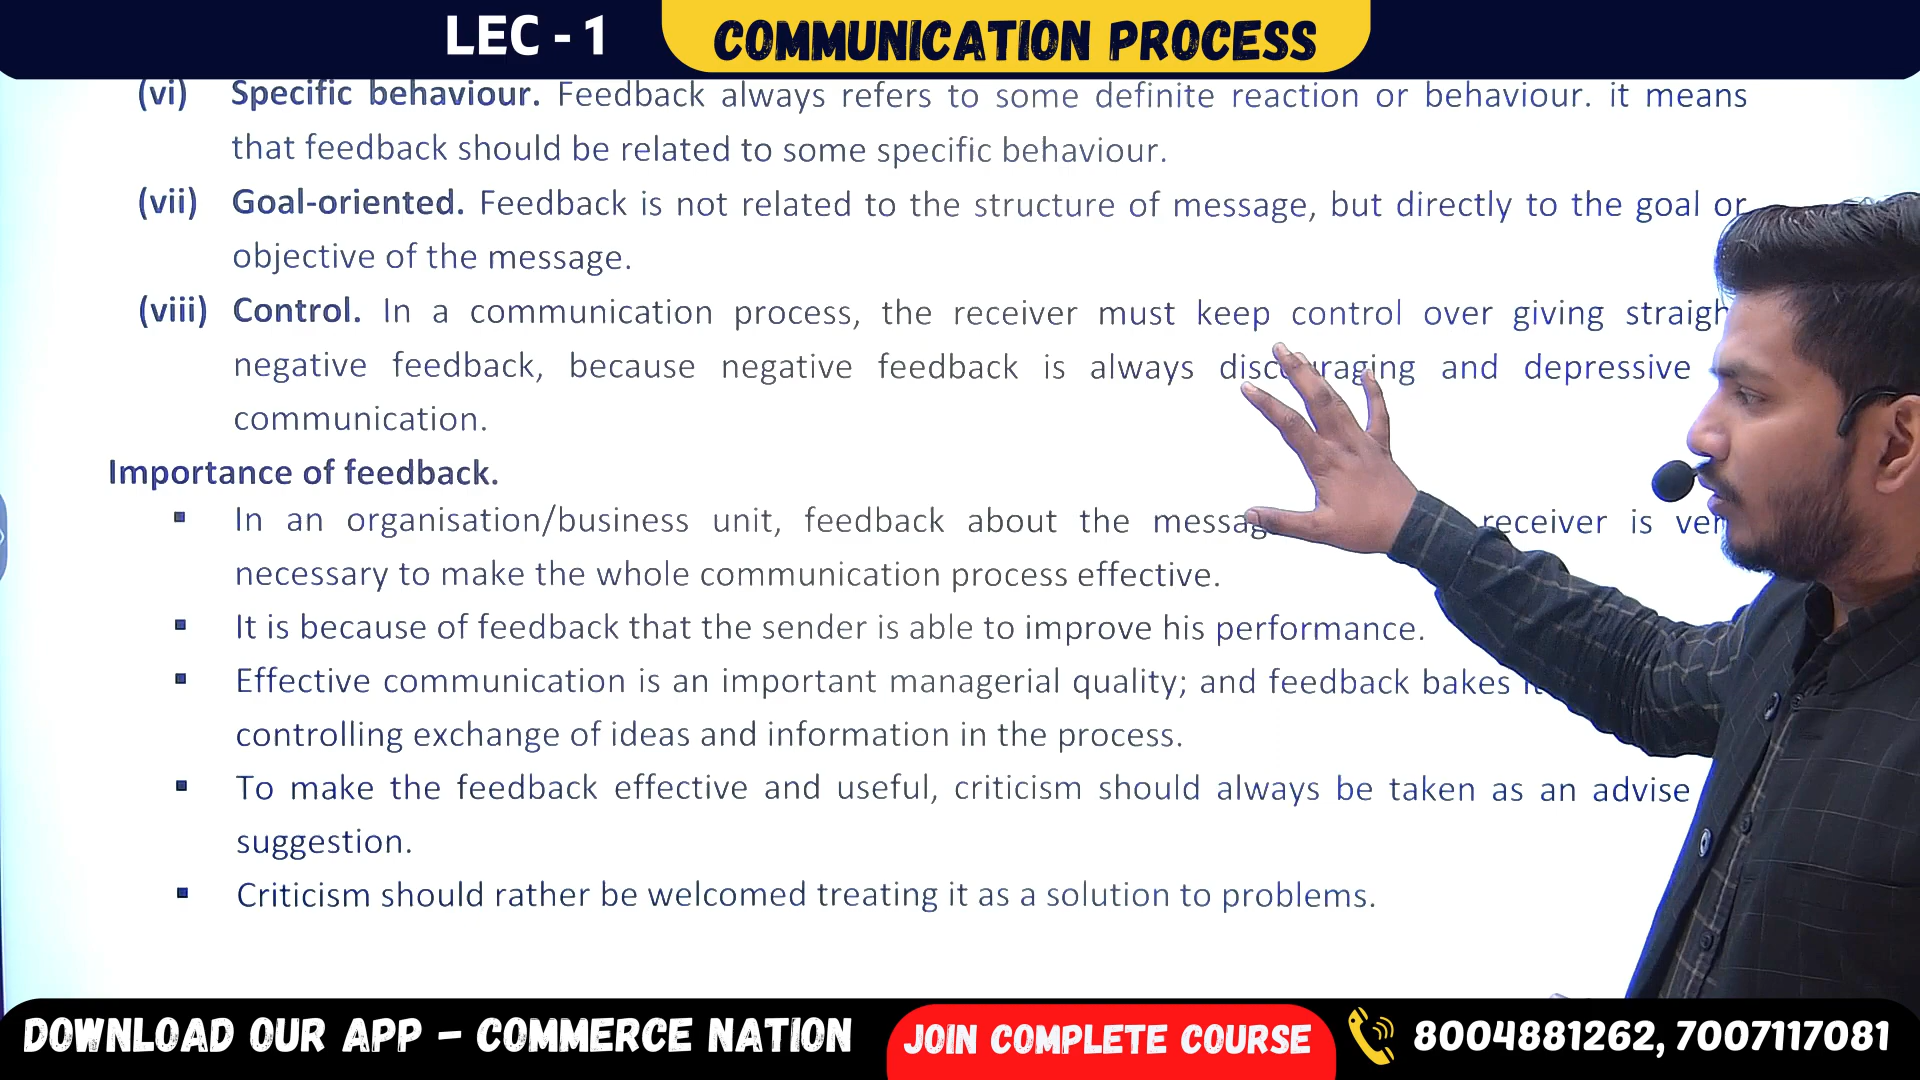 LEC - 1
COMMUNICATION PROCESS
(vi) Specific behaviour. Feedback always refers to some definite reaction or behaviour. it means
that feedback should be related to some specific behaviour.
(vii) Goal-oriented. Feedback is not related to the structure of message, but directly to the goal or
objective of the message.
(viii) Control. In a communication process, the receiver must keep control over giving
negative feedback, because negative feedback is always discouraging and depressive
communication.
Importance of feedback.
▪ In an organisation/business unit, feedback about the receiver is
necessary to make the whole communication process effective.
▪ It is because of feedback that the sender is able to improve his performance.
▪ Effective communication is an important managerial quality; and feedback bakes
controlling exchange of ideas and information in the process.
▪ To make the feedback effective and useful, criticism should always be taken as an advise
suggestion.
▪ Criticism should rather be welcomed treating it as a solution to problems.
DOWNLOAD OUR APP – COMMERCE NATION
JOIN COMPLETE COURSE
8004881262, 7007117081